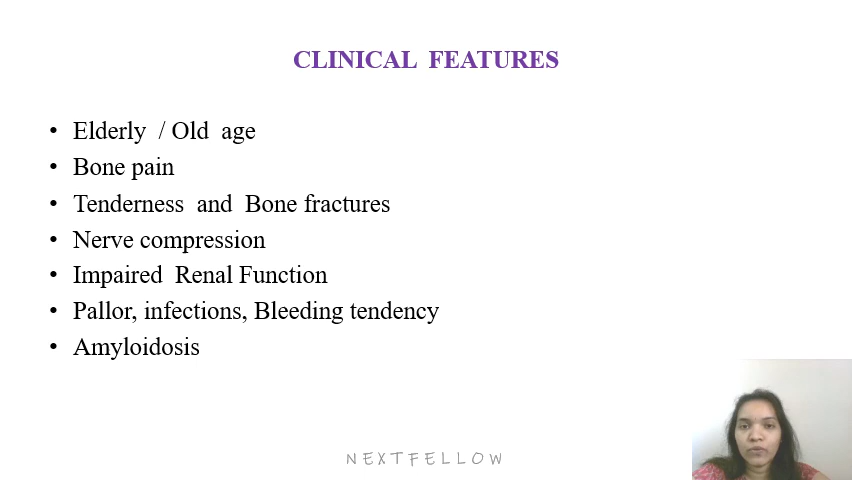 CLINICAL FEATURES
• Elderly / Old age
• Bone pain
• Tenderness and Bone fractures
• Nerve compression
• Impaired Renal Function
• Pallor, infections, Bleeding tendency
• Amyloidosis
NEXTFELLOW